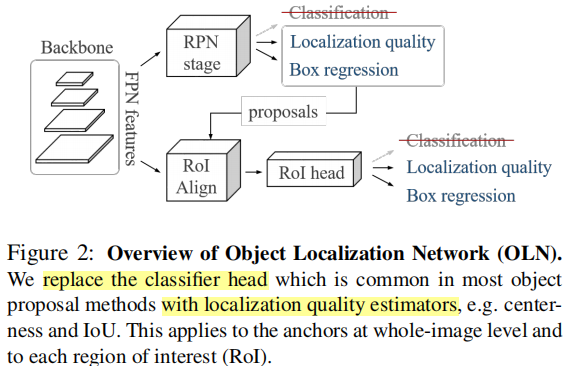 Classification
RPN
stage
Localization quality
Box regression
Backbone
FPN features
proposals
RoI
Align
RoI head
Classification
Localization quality
Box regression
Figure 2: Overview of Object Localization Network (OLN).
We replace the classifier head which is common in most object
proposal methods with localization quality estimators, e.g. center-
ness and IoU. This applies to the anchors at whole-image level and
to each region of interest (RoI).